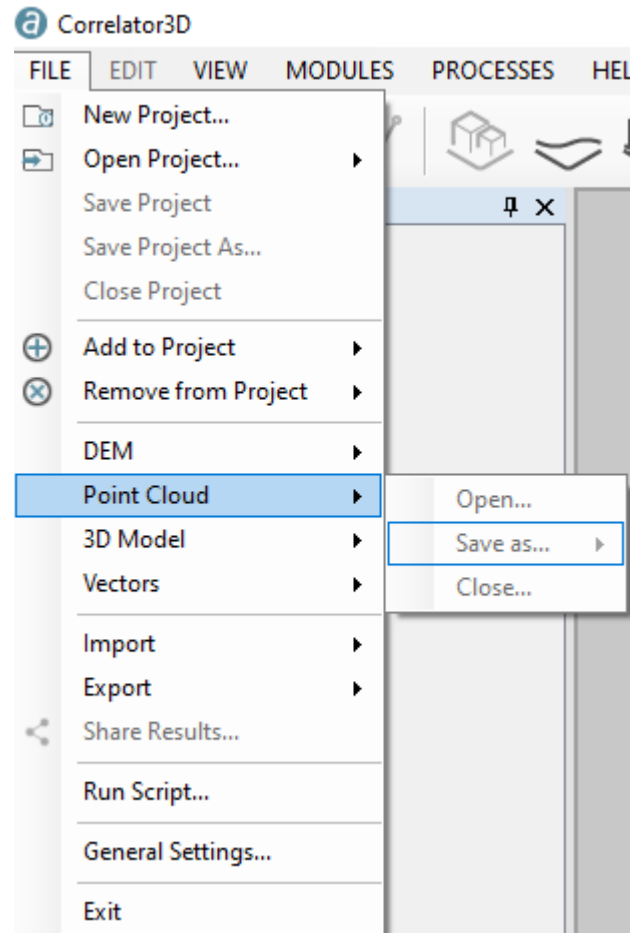 Correlator3D
FILE EDIT VIEW MODULES PROCESSES
New Project...
Open Project...
Save Project
Save Project As...
Close Project
Add to Project
Remove from Project
DEM
Point Cloud
Open...
3D Model
Save as...
Vectors
Close...
Import
Export
Share Results...
Run Script...
General Settings...
Exit